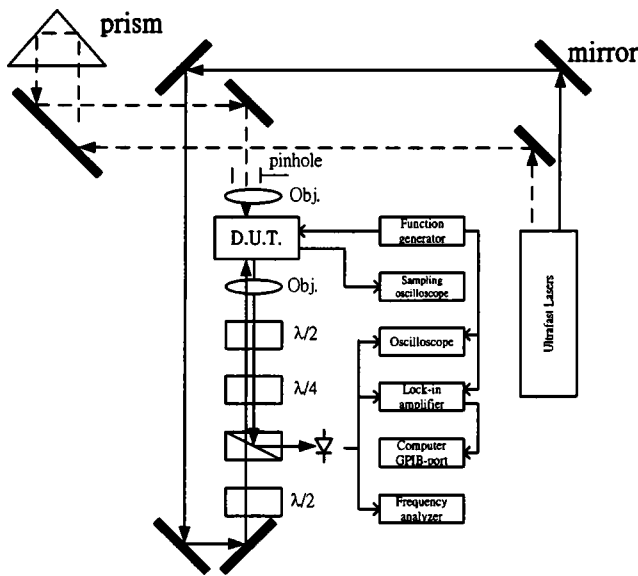 prism
mirror
pinhole
Obj.
D.U.T.
Function
generator
Obj.
Sampling
oscilloscope
Ultrafast Lasers
λ/2
Oscilloscope
λ/4
Lock-in
amplifier
Computer
GPIB-port
λ/2
Frequency
analyzer